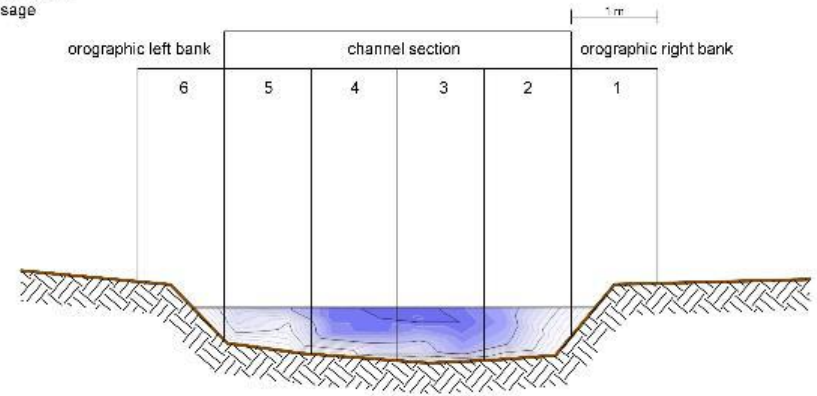 sage
1 m
orographic left bank channel section orographic right bank
6 5 4 3 2 1